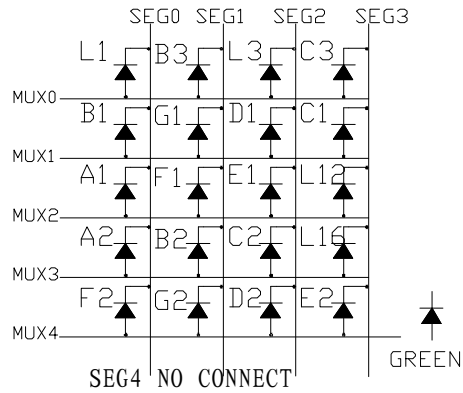 SEG0 SEG1 SEG2 SEG3
L1 B3 L3 C3
MUX0
B1 G1 D1 C1
MUX1
A1 F1 E1 L12
MUX2
A2 B2 C2 L16
MUX3
F2 G2 D2 E2
MUX4
GREEN
SEG4 NO CONNECT